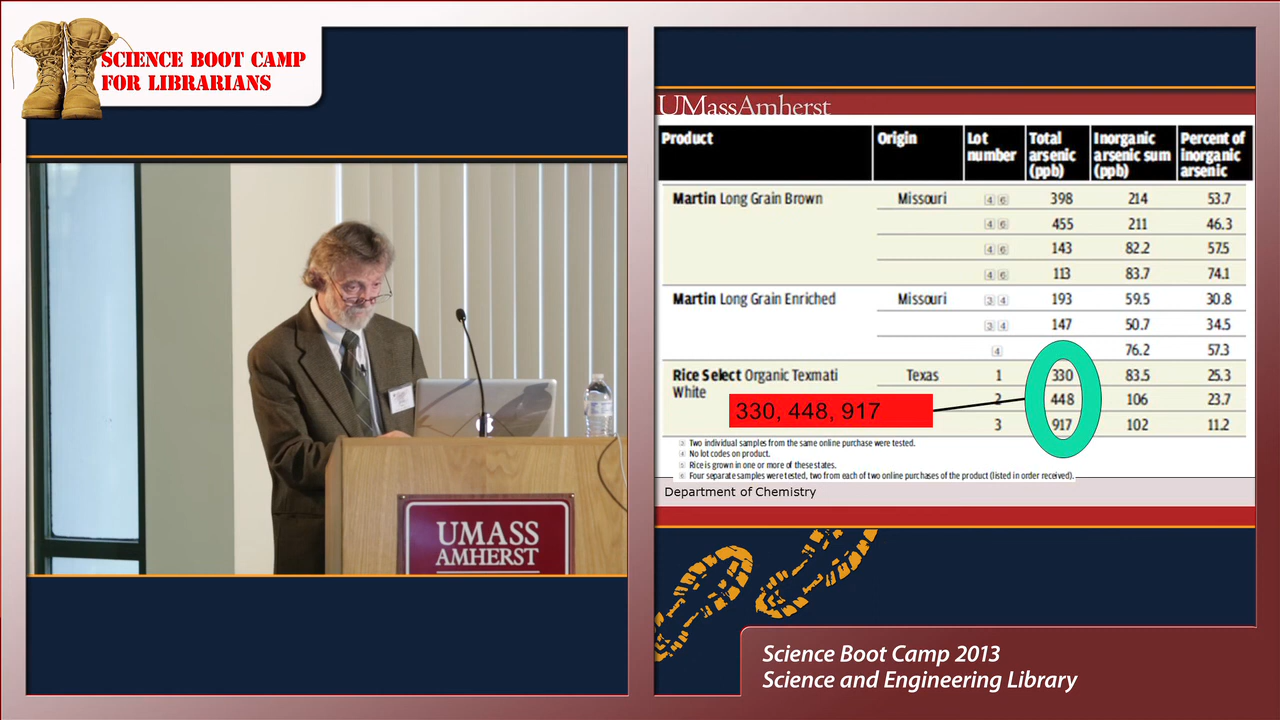 SCIENCE BOOT CAMP
FOR LIBRARIANS
UMASS
AMHERST
UMassAmherst
Product Origin Lot number Total arsenic (ppb) Inorganic arsenic sum (ppb) Percent of inorganic arsenic
Martin Long Grain Brown Missouri 4 6 398 214 53.7
4 6 455 211 46.3
4 6 143 82.2 57.5
4 6 113 83.7 74.1
Martin Long Grain Enriched Missouri 3 4 193 59.5 30.8
3 4 147 50.7 34.5
4 76.2 57.3
Rice Select Organic Texmati White Texas 1 330 83.5 25.3
2 448 106 23.7
3 917 102 11.2
330, 448, 917
Two individual samples from the same online purchase were tested.
4 No lot codes on product.
5 Rice is grown in one or more of these states.
6 Four separate samples were tested, two from each of two online purchases of the product (listed in order received).
Department of Chemistry
Science Boot Camp 2013
Science and Engineering Library